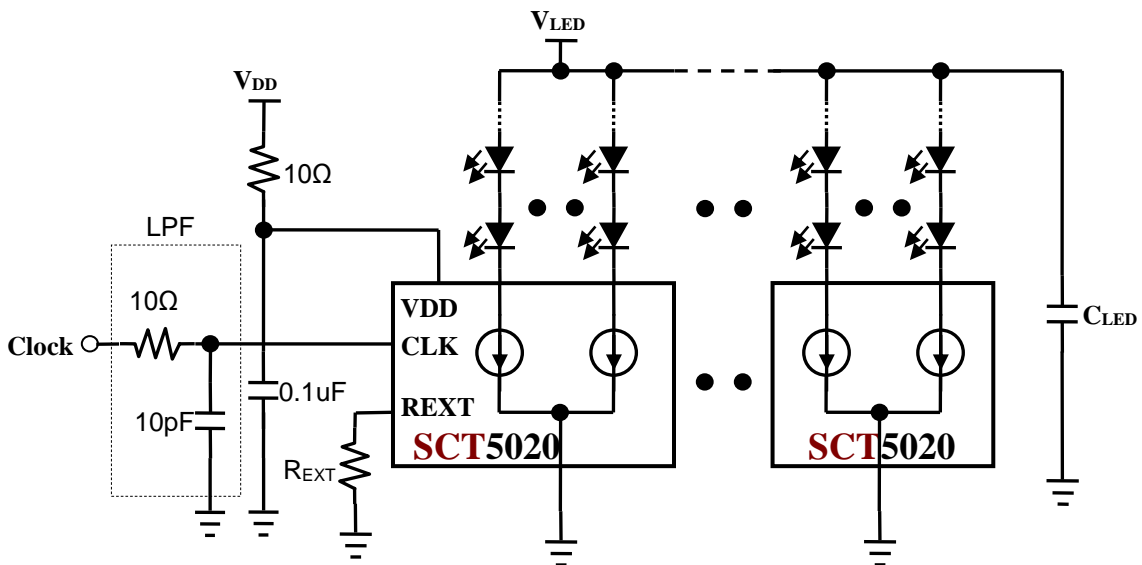 VLED
VDD
10Ω
LPF
10Ω
VDD
Clock
CLK
CLED
0.1uF
10pF
REXT
SCT5020
SCT5020
REXT